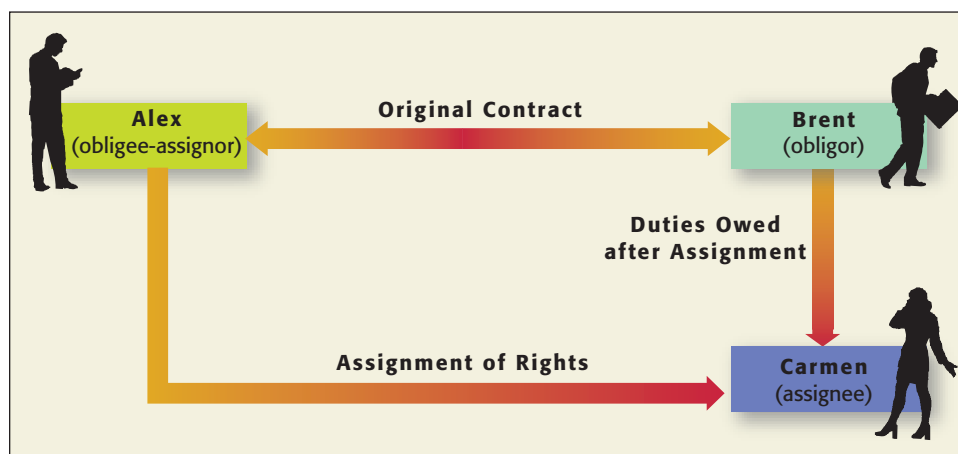 Alex
(obligee-assignor)
Original Contract
Brent
(obligor)
Duties Owed
after Assignment
Assignment of Rights
Carmen
(assignee)